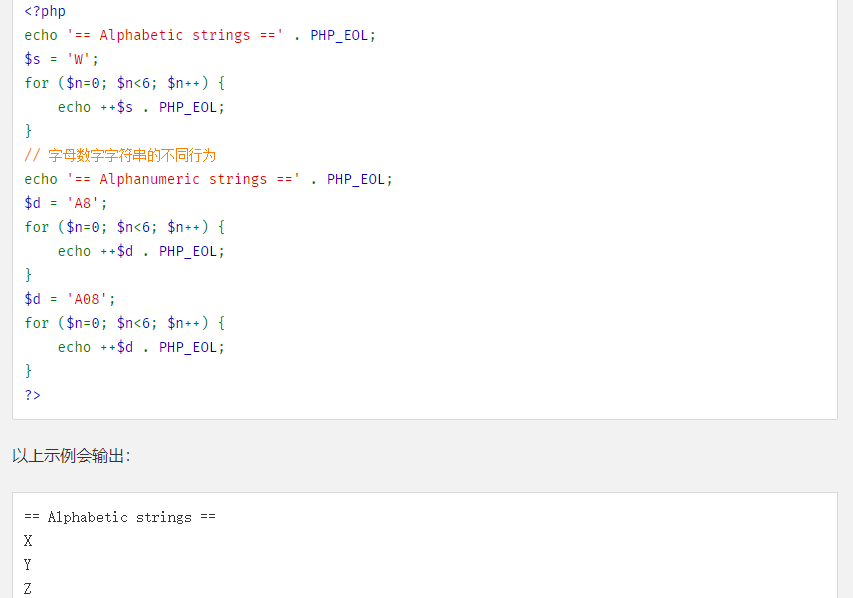 <?php
echo '== Alphabetic strings ==' . PHP_EOL;
$s = 'W';
for ($n=0; $n<6; $n++) {
    echo ++$s . PHP_EOL;
}
// 字母数字字符串的不同行为
echo '== Alphanumeric strings ==' . PHP_EOL;
$d = 'A8';
for ($n=0; $n<6; $n++) {
    echo ++$d . PHP_EOL;
}
$d = 'A08';
for ($n=0; $n<6; $n++) {
    echo ++$d . PHP_EOL;
}
?>
以上示例会输出：
== Alphabetic strings ==
X
Y
Z